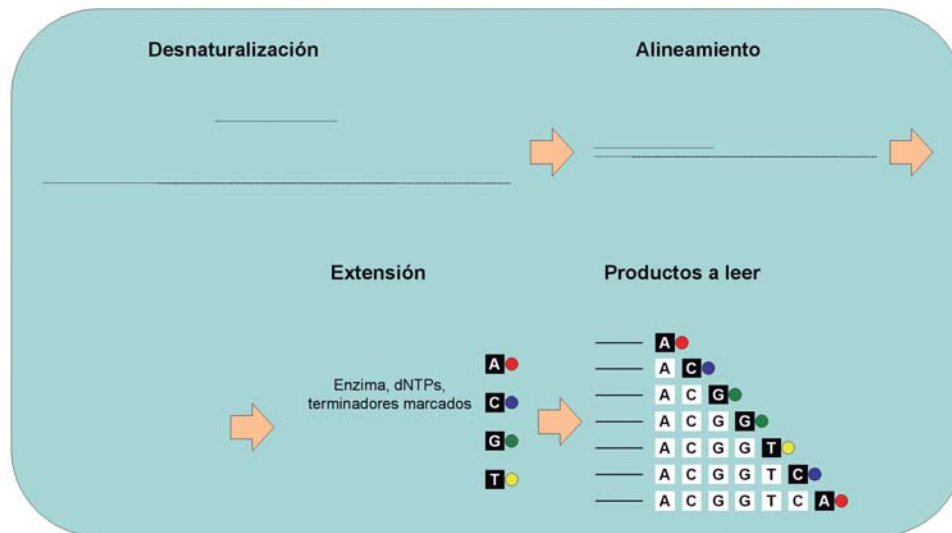 Desnaturalización
Alineamiento
Extensión
Productos a leer
Enzima, dNTPs,
terminadores marcados
A
C
G
T
A
A C
A C G
A C G G
A C G G T
A C G G T C
A C G G T C A